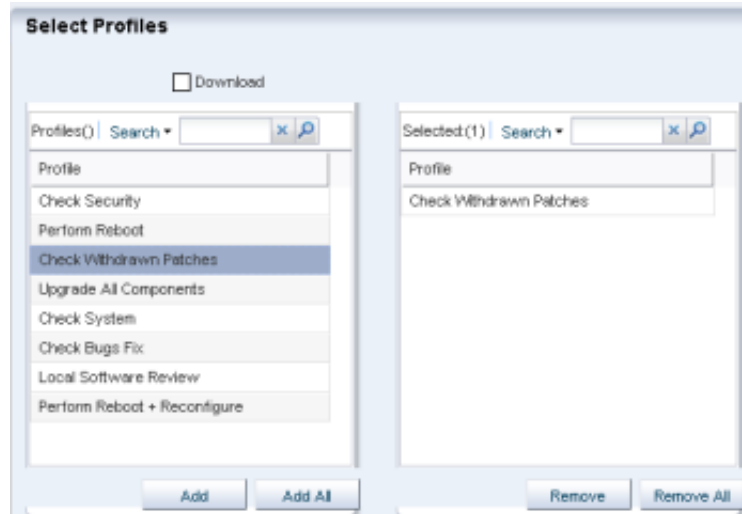 Select Profiles
Download
Profiles() Search
Selected:(1) Search
Profile
Profile
Check Security
Check Withdrawn Patches
Perform Reboot
Check Withdrawn Patches
Upgrade All Components
Check System
Check Bugs Fix
Local Software Review
Perform Reboot + Reconfigure
Add
Add All
Remove
Remove All